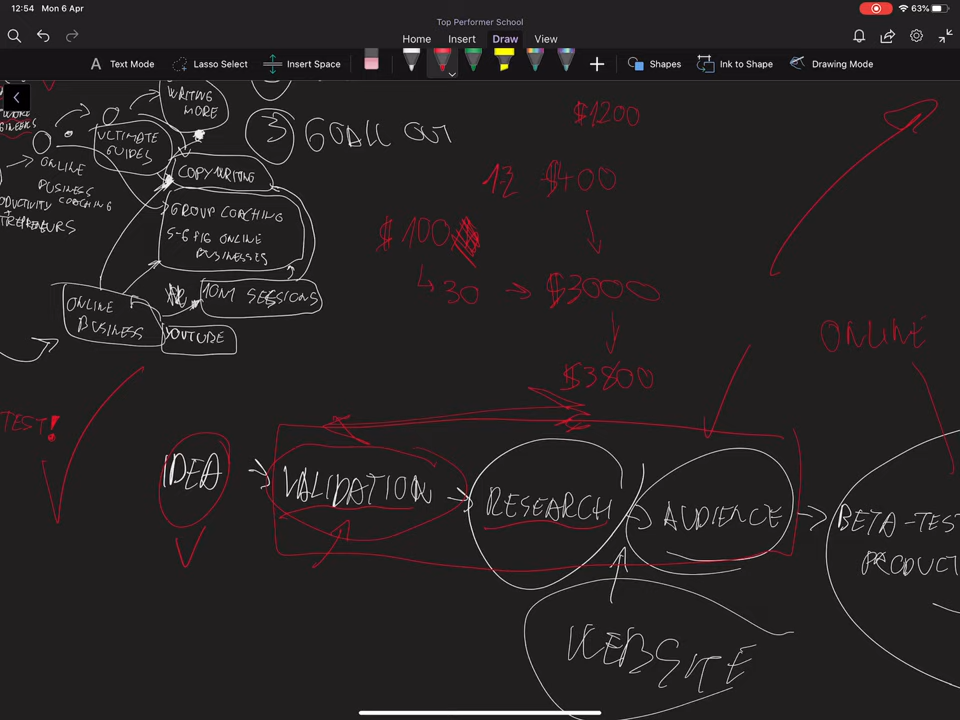 12:54 Mon 6 Apr
63%
Top Performer School
Home Insert Draw View
Text Mode
Lasso Select
Insert Space
Shapes
Ink to Shape
Drawing Mode
WRITING
MORE
ULTIMATE
GUIDES
3 GOALL OUT
ONLINE
BUSINESS
COACHING
COPYWRITING
GROUP COACHING
5-6 FIG ONLINE
BUSINESSES
10M SESSIONS
ONLINE
BUSINESS
YOUTUBE
$1200
12 $400
$100
30 → $3000
$3800
ONLINE
TEST!
IDEA → VALIDATION → RESEARCH → AUDIENCE → BETA-TEST
PRODUCT
WEBSITE